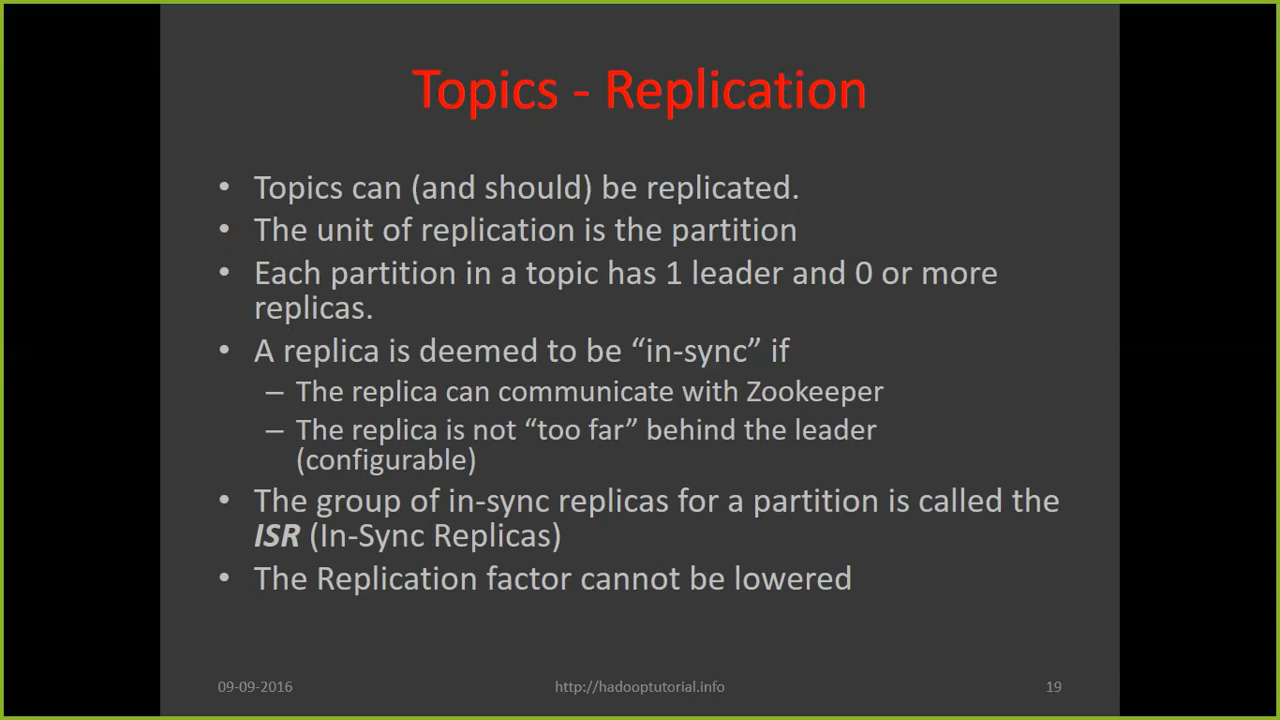 Topics - Replication
• Topics can (and should) be replicated.
• The unit of replication is the partition
• Each partition in a topic has 1 leader and 0 or more
replicas.
• A replica is deemed to be “in-sync” if
– The replica can communicate with Zookeeper
– The replica is not “too far” behind the leader
(configurable)
• The group of in-sync replicas for a partition is called the
ISR (In-Sync Replicas)
• The Replication factor cannot be lowered
09-09-2016 http://hadooptutorial.info 19